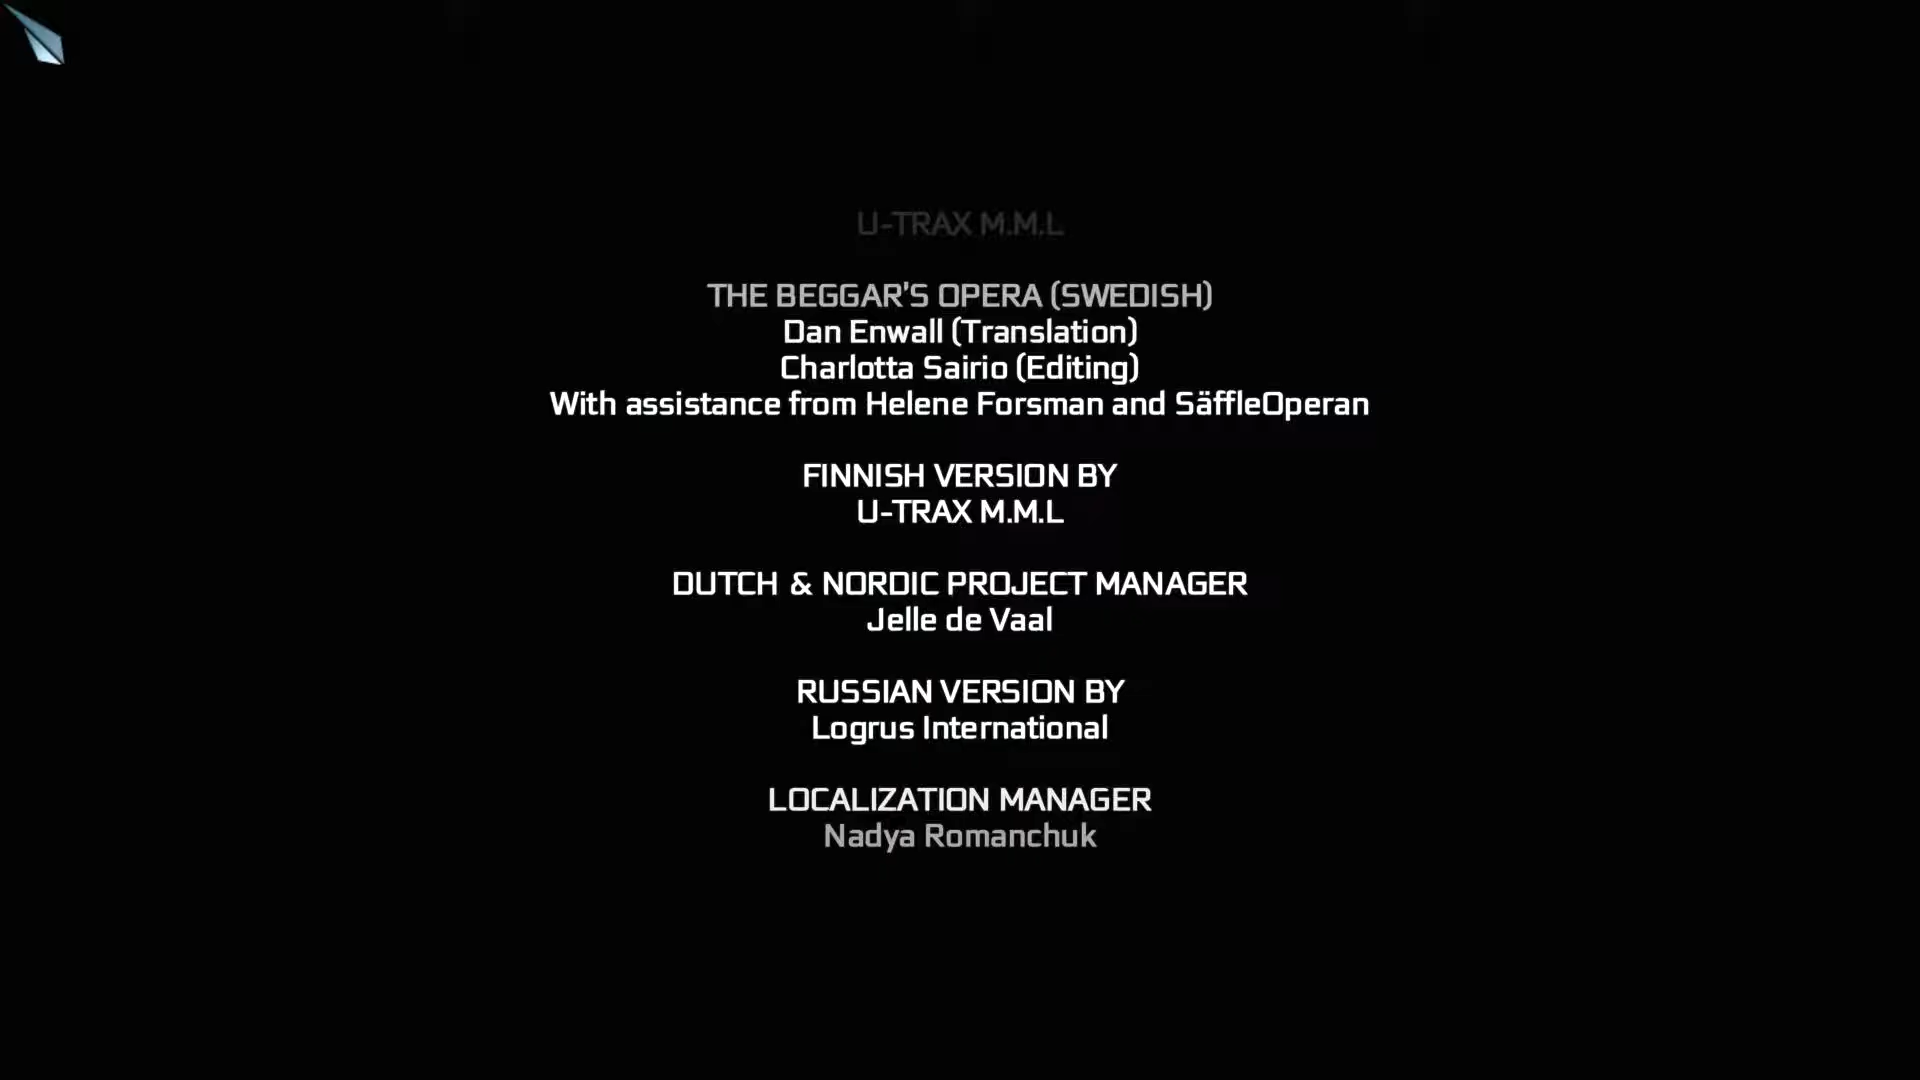 U-TRAX M.M.L
THE BEGGAR'S OPERA (SWEDISH)
Dan Enwall (Translation)
Charlotta Sairio (Editing)
With assistance from Helene Forsman and SäffleOperan
FINNISH VERSION BY
U-TRAX M.M.L
DUTCH & NORDIC PROJECT MANAGER
Jelle de Vaal
RUSSIAN VERSION BY
Logrus International
LOCALIZATION MANAGER
Nadya Romanchuk